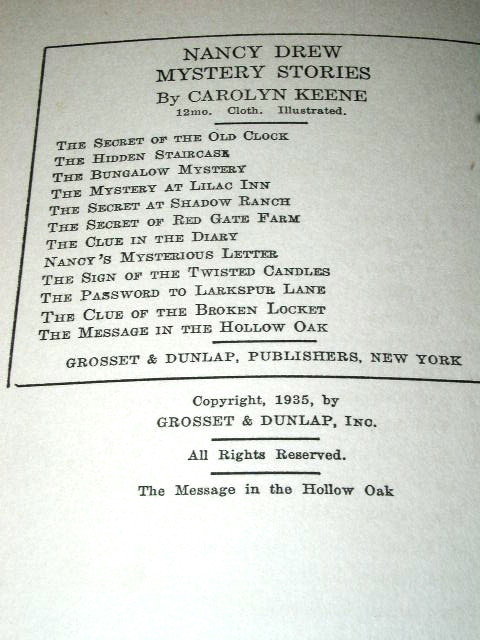 NANCY DREW
MYSTERY STORIES
By CAROLYN KEENE
12mo. Cloth. Illustrated.
THE SECRET OF THE OLD CLOCK
THE HIDDEN STAIRCASE
THE BUNGALOW MYSTERY
THE MYSTERY AT LILAC INN
THE SECRET AT SHADOW RANCH
THE SECRET OF RED GATE FARM
THE CLUE IN THE DIARY
NANCY'S MYSTERIOUS LETTER
THE SIGN OF THE TWISTED CANDLES
THE PASSWORD TO LARKSPUR LANE
THE CLUE OF THE BROKEN LOCKET
THE MESSAGE IN THE HOLLOW OAK
GROSSET & DUNLAP, PUBLISHERS, NEW YORK
Copyright, 1935, by
GROSSET & DUNLAP, INC.
All Rights Reserved.
The Message in the Hollow Oak